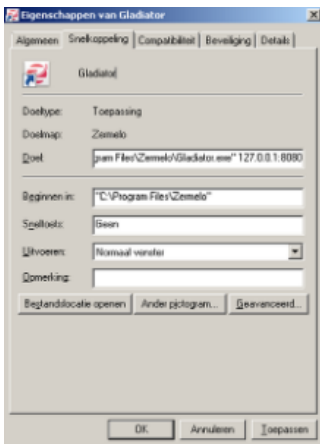 Eigenschappen van Gladiator
Algemeen Snelkoppeling Compatibiliteit Beveiliging Details
Gladiator
Doeltype: Toepassing
Doelmap: Zermelo
Doel: gram Files\Zermelo\Gladiator.exe" 127.0.0.1:8080
Beginnen in: "C:\Program Files\Zermelo"
Sneltoets: Geen
Uitvoeren: Normaal venster
Opmerking:
Bestandslocatie openen Ander pictogram... Geavanceerd...
OK Annuleren Toepassen